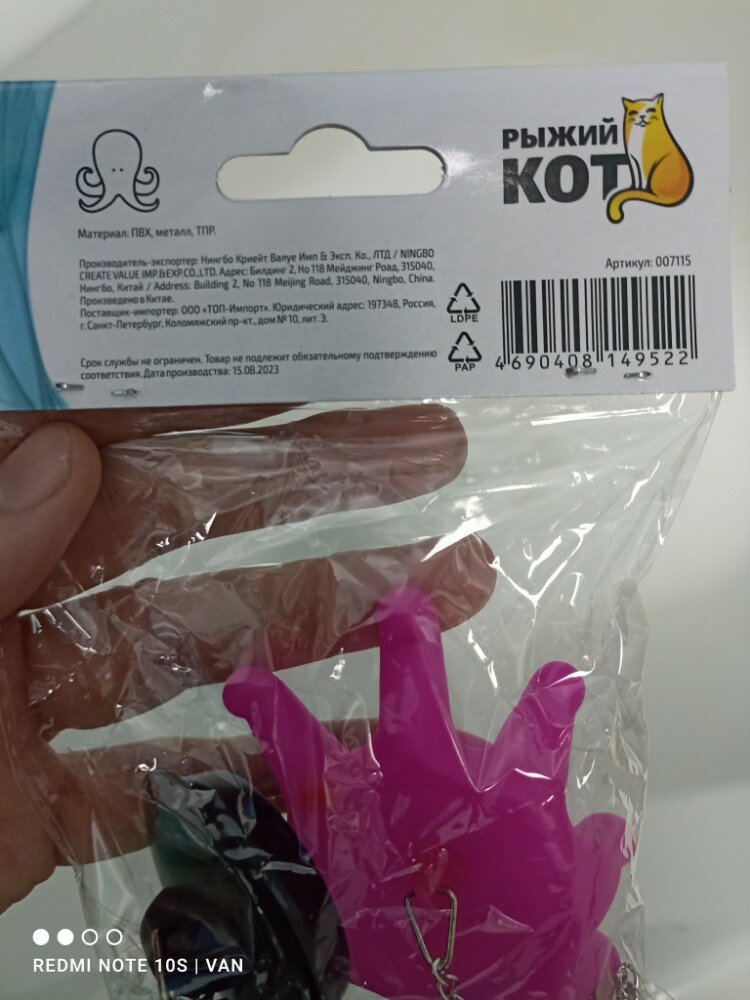 РЫЖИЙ
КОТ
Материал: ПВХ, металл, ТПР.
Производитель-экспортер: Нингбо Криейт Валуе Имп & Эксп. Ко., ЛТД / NINGBO
CREATE VALUE IMP.&EXP.CO.,LTD. Адрес: Билдинг 2, Но 118 Мейджинг Роад, 315040,
Нингбо, Китай / Address: Building 2, No 118 Meijing Road, 315040, Ningbo, China.
Произведено в Китае.
Поставщик-импортер: ООО «ТОП-Импорт». Юридический адрес: 197348, Россия,
г. Санкт-Петербург, Коломяжский пр-кт., дом № 10, лит. З.
Срок службы не ограничен. Товар не подлежит обязательному подтверждению
соответствия. Дата производства: 15.08.2023
LDPE
PAP
Артикул: 007115
4 690408 149522
REDMI NOTE 10S | VAN